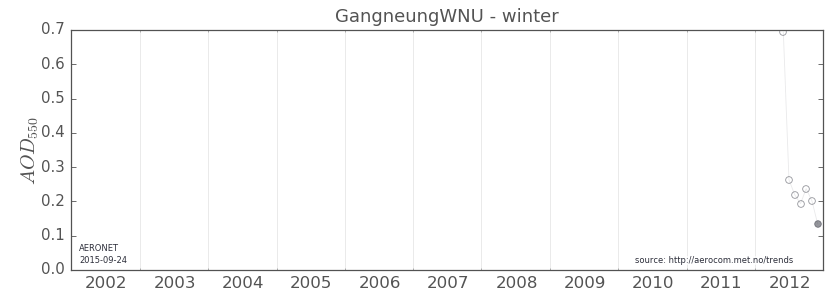 GangneungWNU - winter
0.7
0.6
0.5
0.4
0.3
0.2
0.1
0.0
AOD550
AERONET
2015-09-24
source: http://aerocom.met.no/trends
2002 2003 2004 2005 2006 2007 2008 2009 2010 2011 2012